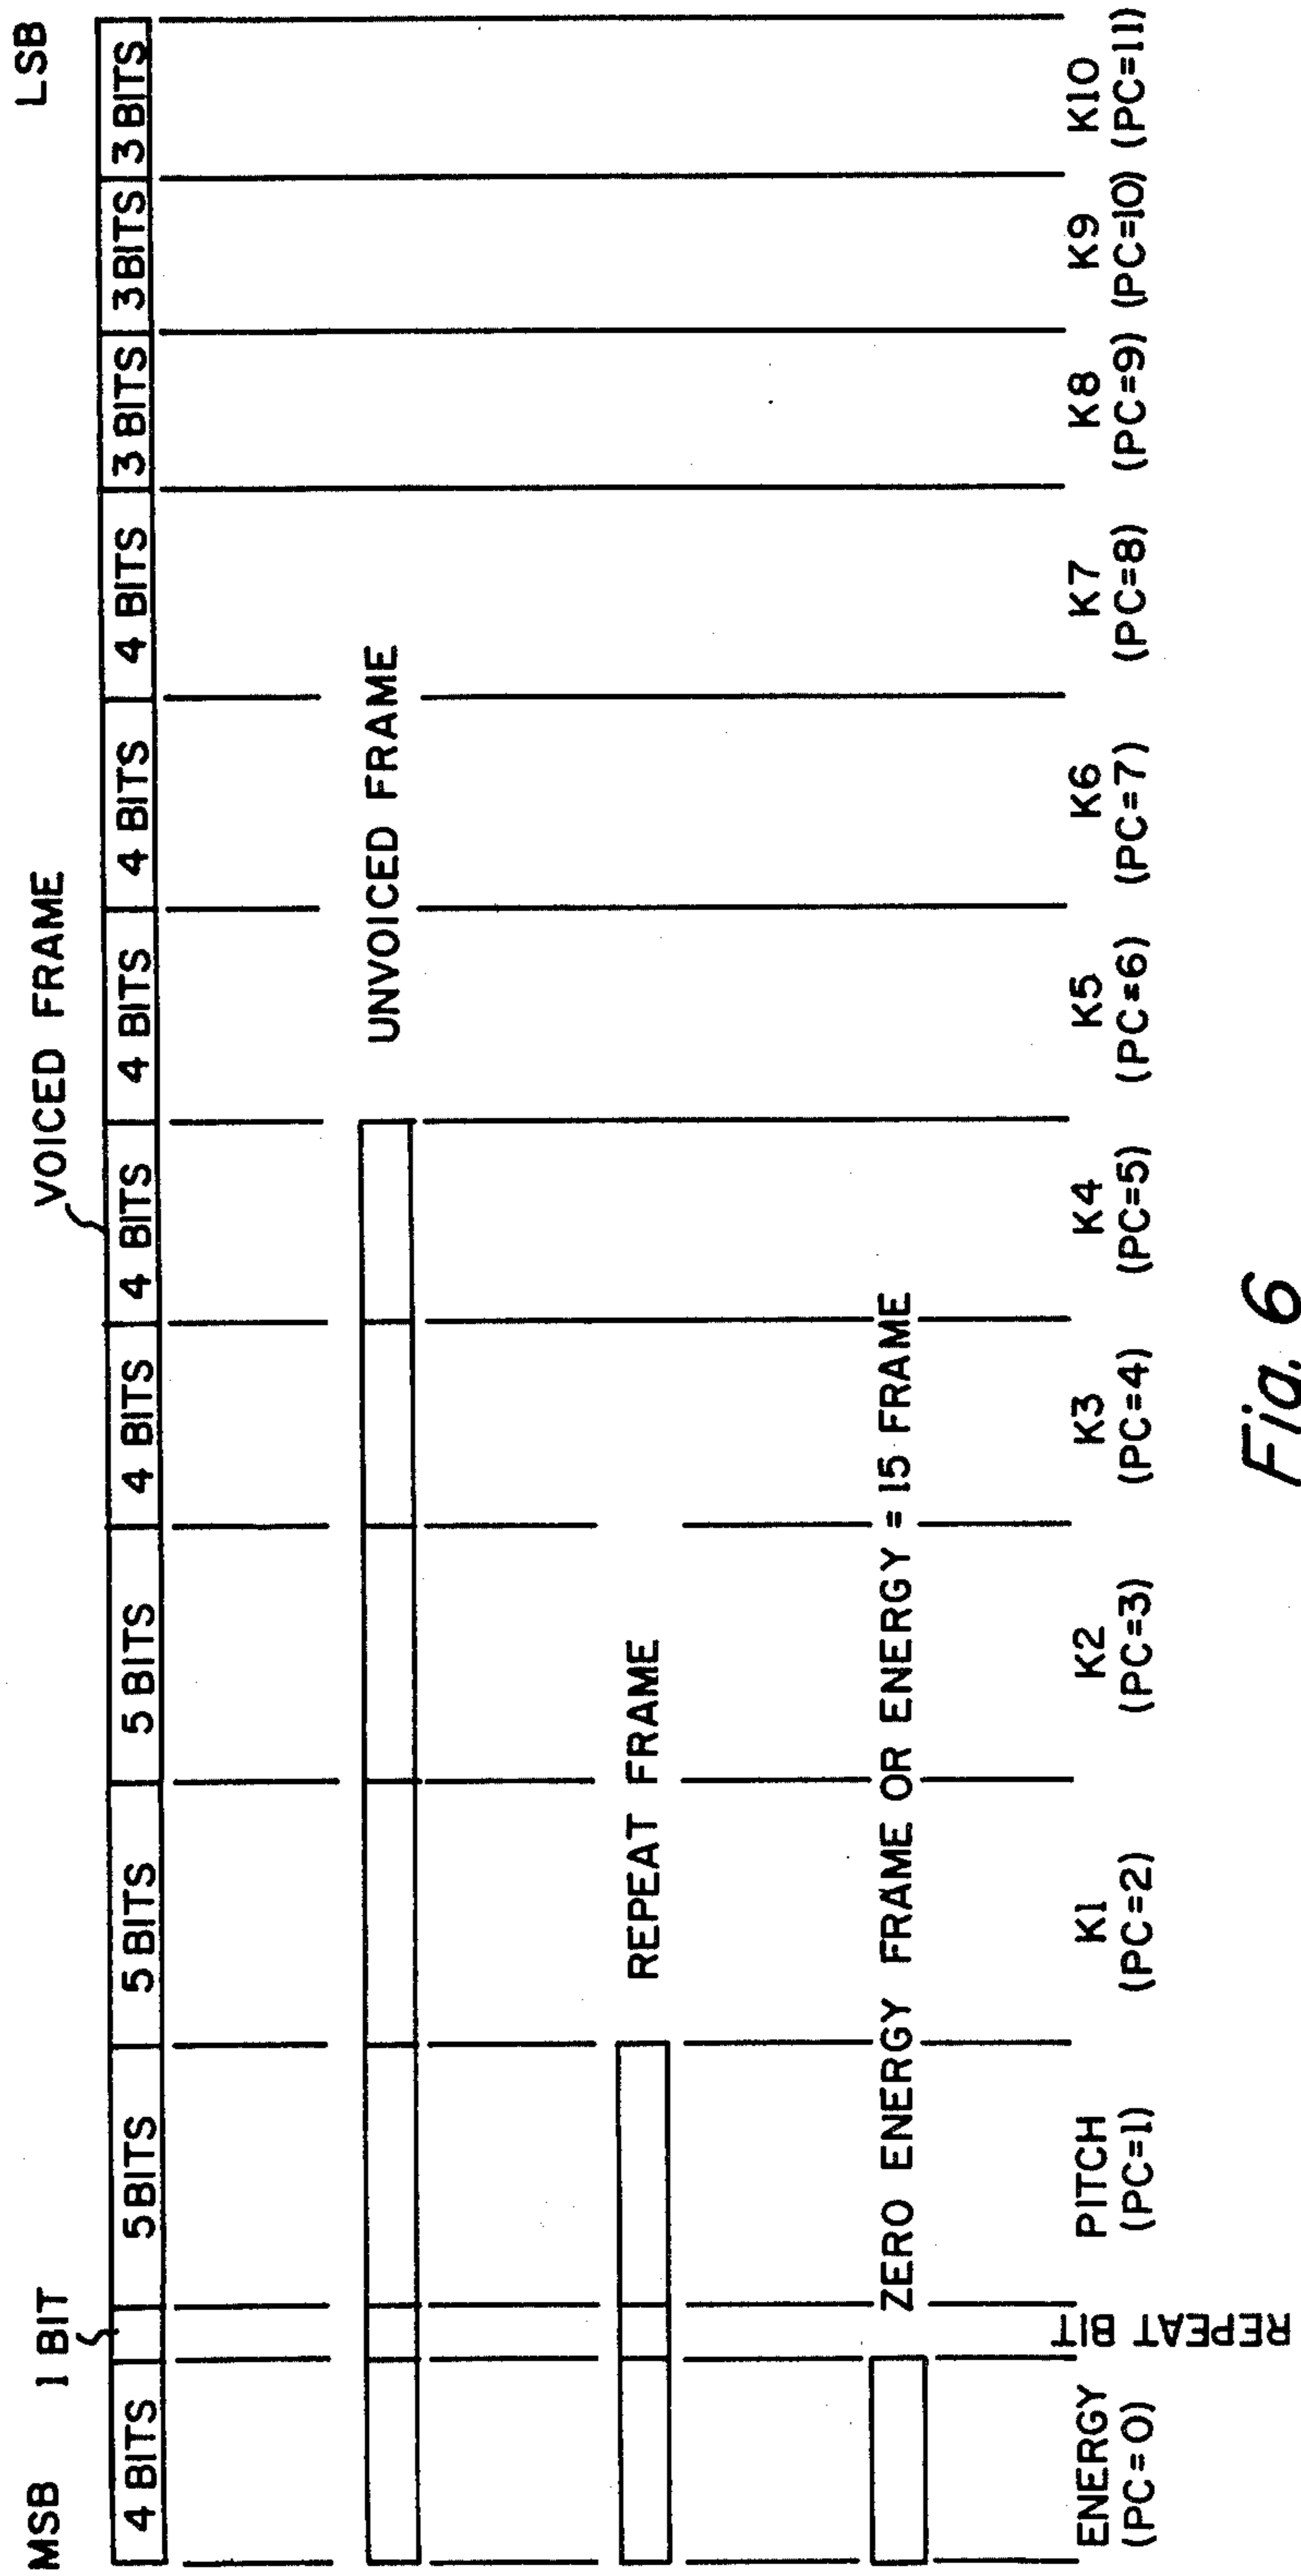 MSB 1 BIT VOICED FRAME LSB
4 BITS 5 BITS 5 BITS 5 BITS 4 BITS 4 BITS 4 BITS 4 BITS 4 BITS 3 BITS 3 BITS 3 BITS
UNVOICED FRAME
REPEAT FRAME
ZERO ENERGY FRAME OR ENERGY = 15 FRAME
ENERGY REPEAT BIT PITCH K1 K2 K3 K4 K5 K6 K7 K8 K9 K10
(PC=0) (PC=1) (PC=2) (PC=3) (PC=4) (PC=5) (PC=6) (PC=7) (PC=8) (PC=9) (PC=10) (PC=11)
Fig. 6